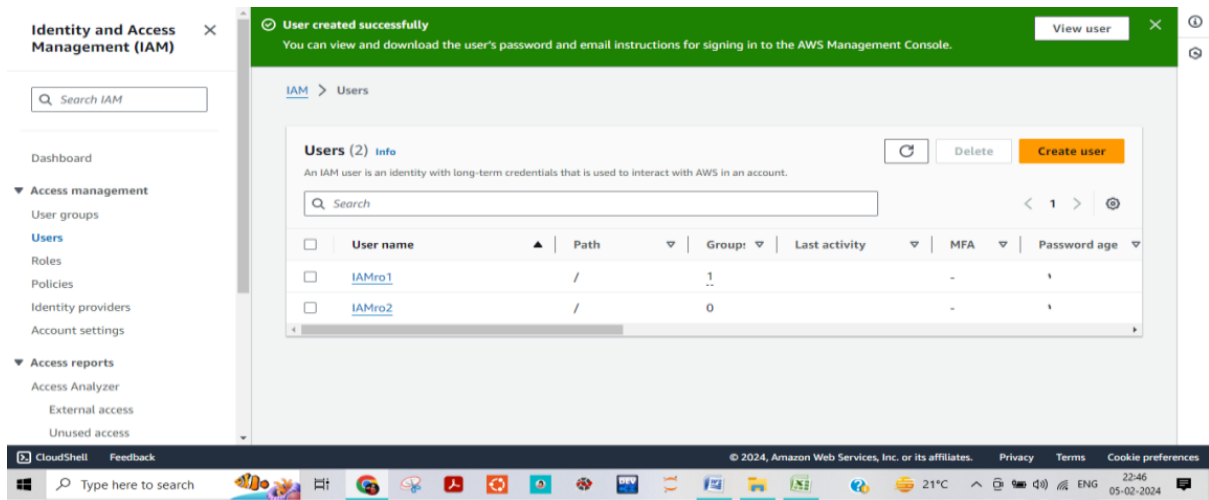 Identity and Access
Management (IAM)
Search IAM
Dashboard
Access management
User groups
Users
Roles
Policies
Identity providers
Account settings
Access reports
Access Analyzer
External access
Unused access
User created successfully
You can view and download the user's password and email instructions for signing in to the AWS Management Console.
View user
IAM > Users
Users (2) Info
Delete
Create user
An IAM user is an identity with long-term credentials that is used to interact with AWS in an account.
Search
< 1 >
User name Path Group: Last activity MFA Password age
IAMro1 / 1 -
IAMro2 / 0 -
CloudShell Feedback © 2024, Amazon Web Services, Inc. or its affiliates. Privacy Terms Cookie preferences
Type here to search DEV 21°C ENG 22:46
05-02-2024